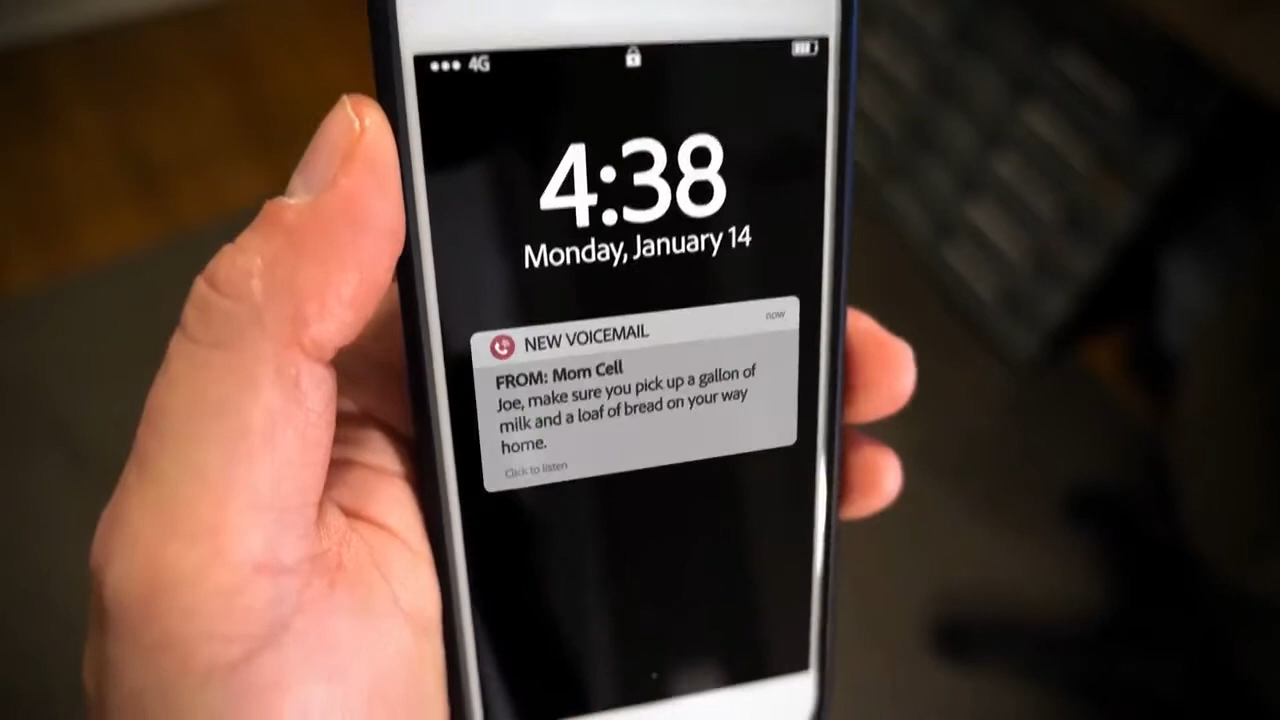 4G
4:38
Monday, January 14
NEW VOICEMAIL
now
FROM: Mom Cell
Joe, make sure you pick up a gallon of
milk and a loaf of bread on your way
home.
Click to listen